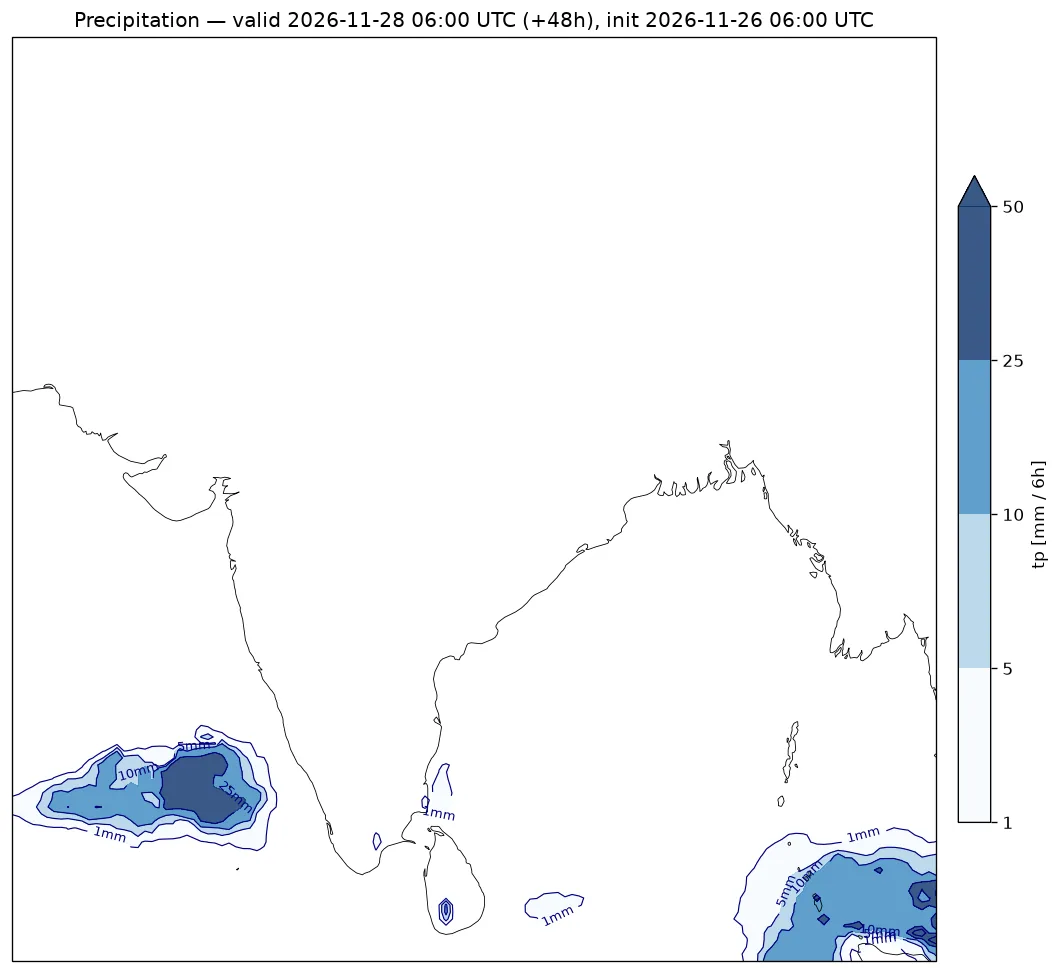 Precipitation — valid 2026-11-28 06:00 UTC (+48h), init 2026-11-26 06:00 UTC
50
25
10
5
1
tp [mm / 6h]
5mm
10mm
25mm
1mm
1mm
1mm
1mm
5mm
10mm
10mm
1mm